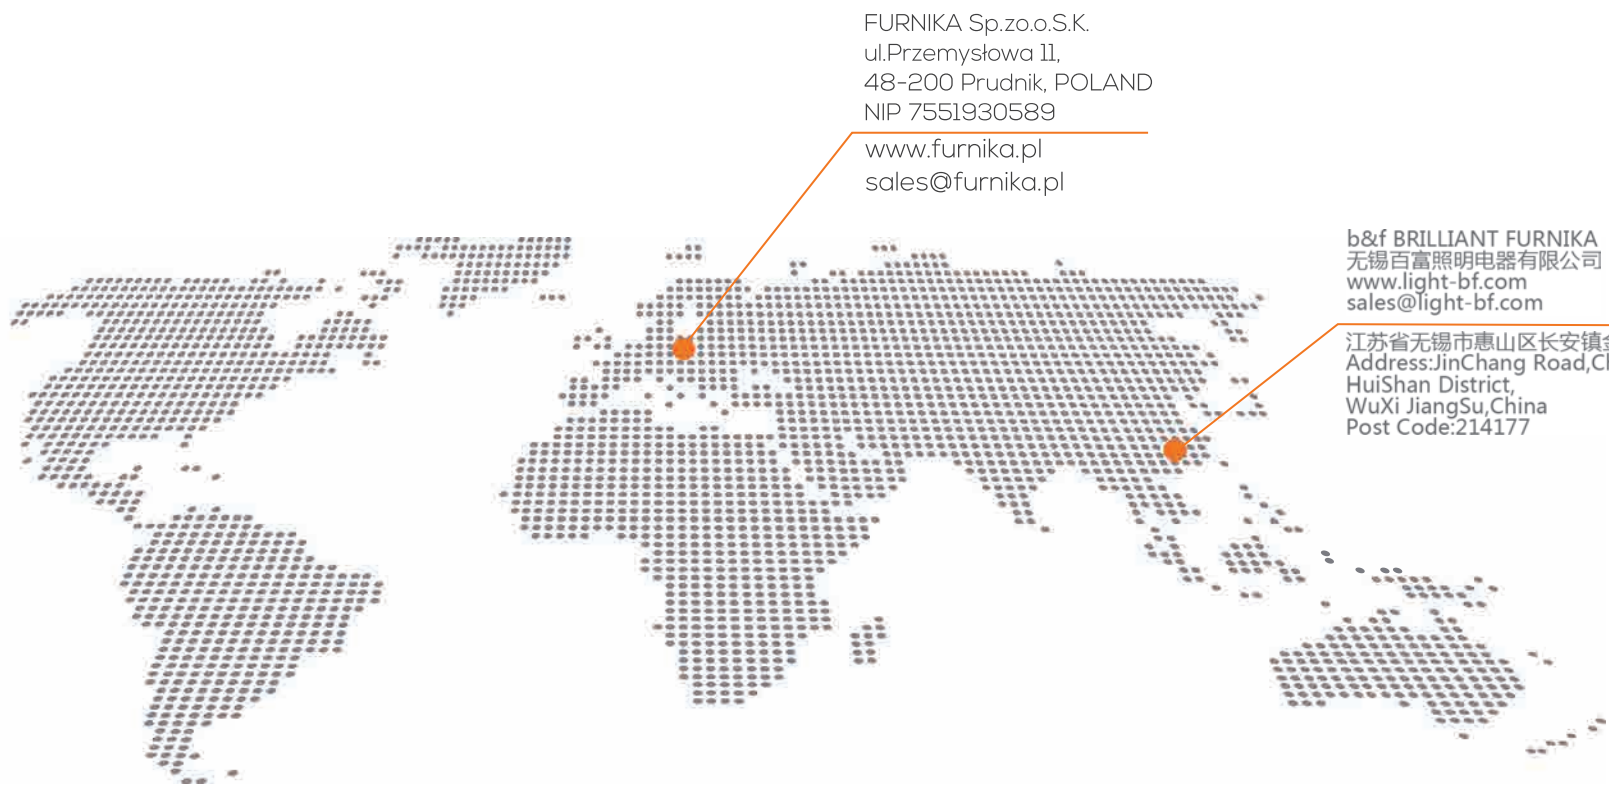 FURNIKA Sp.zo.o.S.K.
ul.Przemysłowa 11,
48-200 Prudnik, POLAND
NIP 7551930589
www.furnika.pl
sales@furnika.pl
b&f BRILLIANT FURNIKA
无锡百富照明电器有限公司
www.light-bf.com
sales@light-bf.com
江苏省无锡市惠山区长安镇
Address:JinChang Road,
HuiShan District,
WuXi JiangSu,China
Post Code:214177